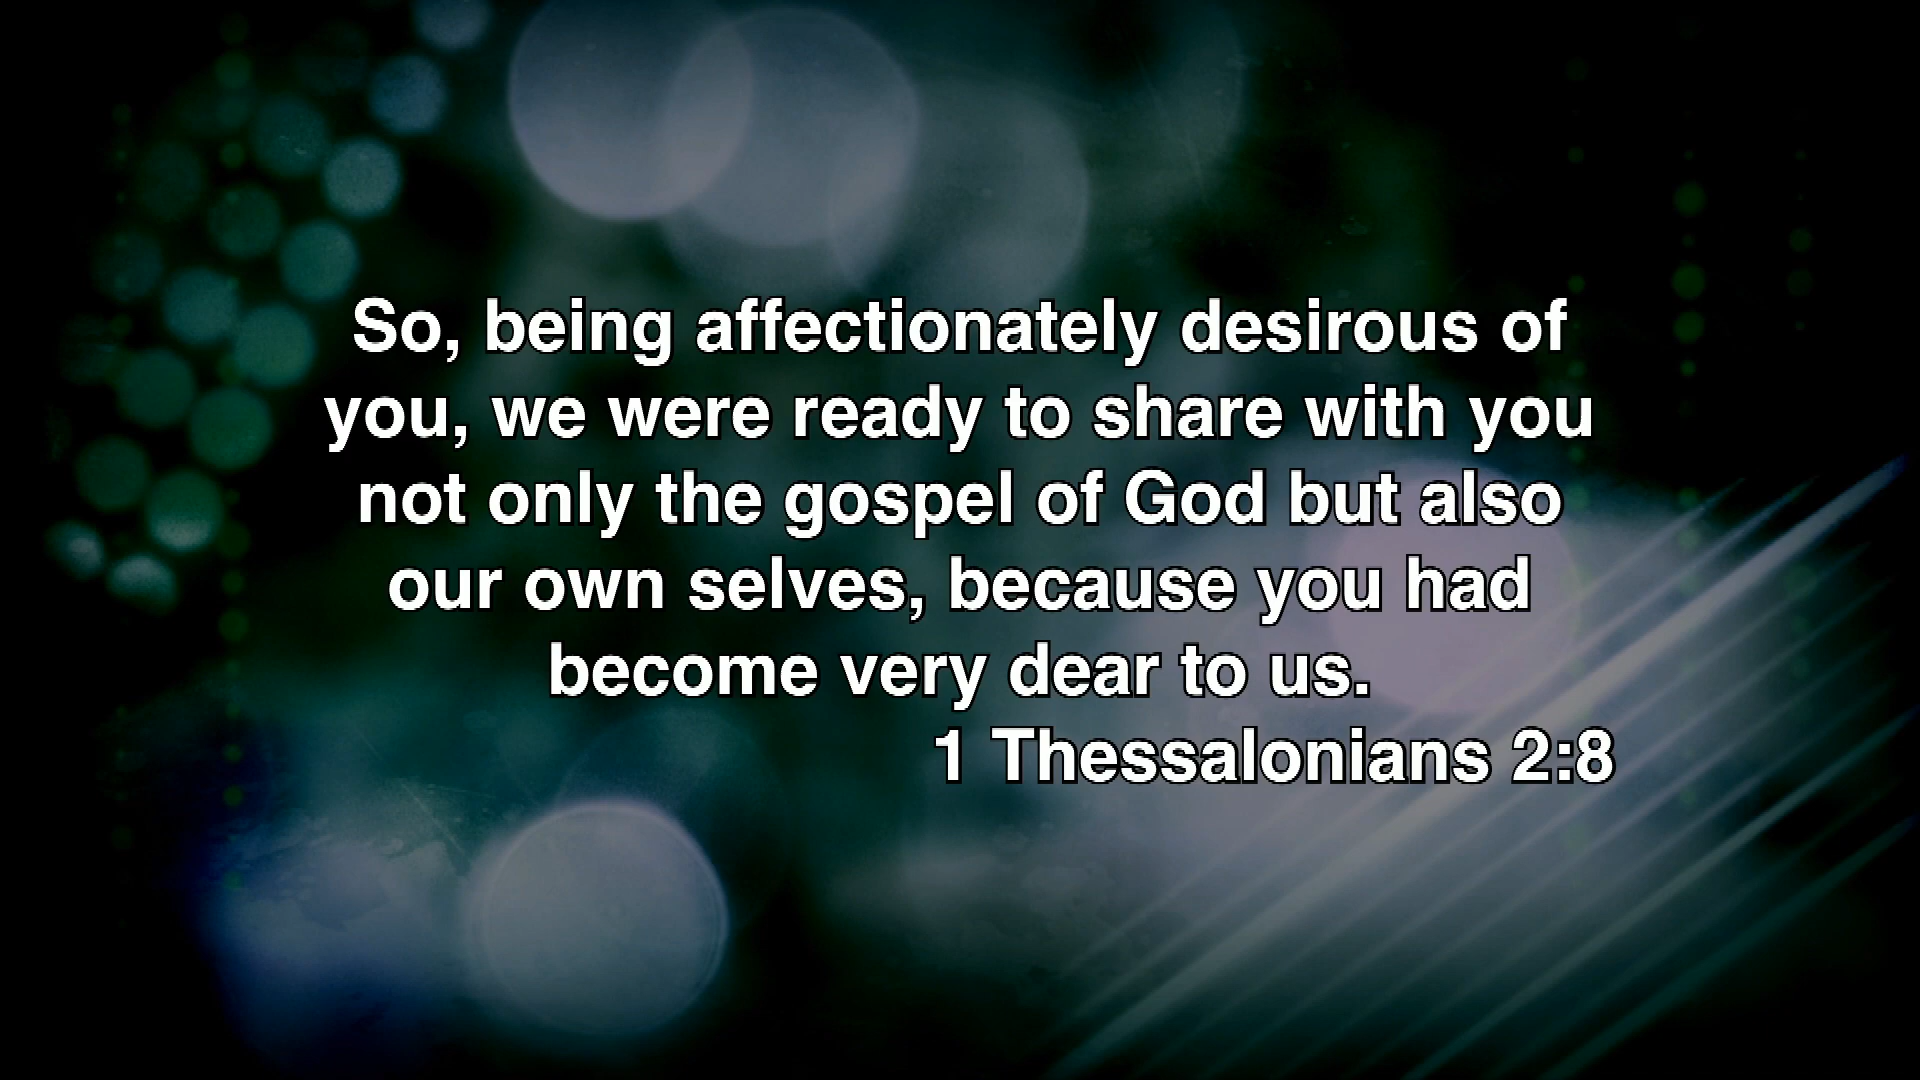 So, being affectionately desirous of
you, we were ready to share with you
not only the gospel of God but also
our own selves, because you had
become very dear to us.
1 Thessalonians 2:8